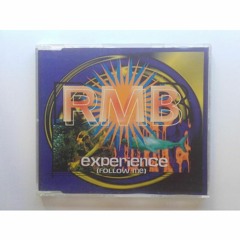 RMB
experience
(FOLLOW ME)